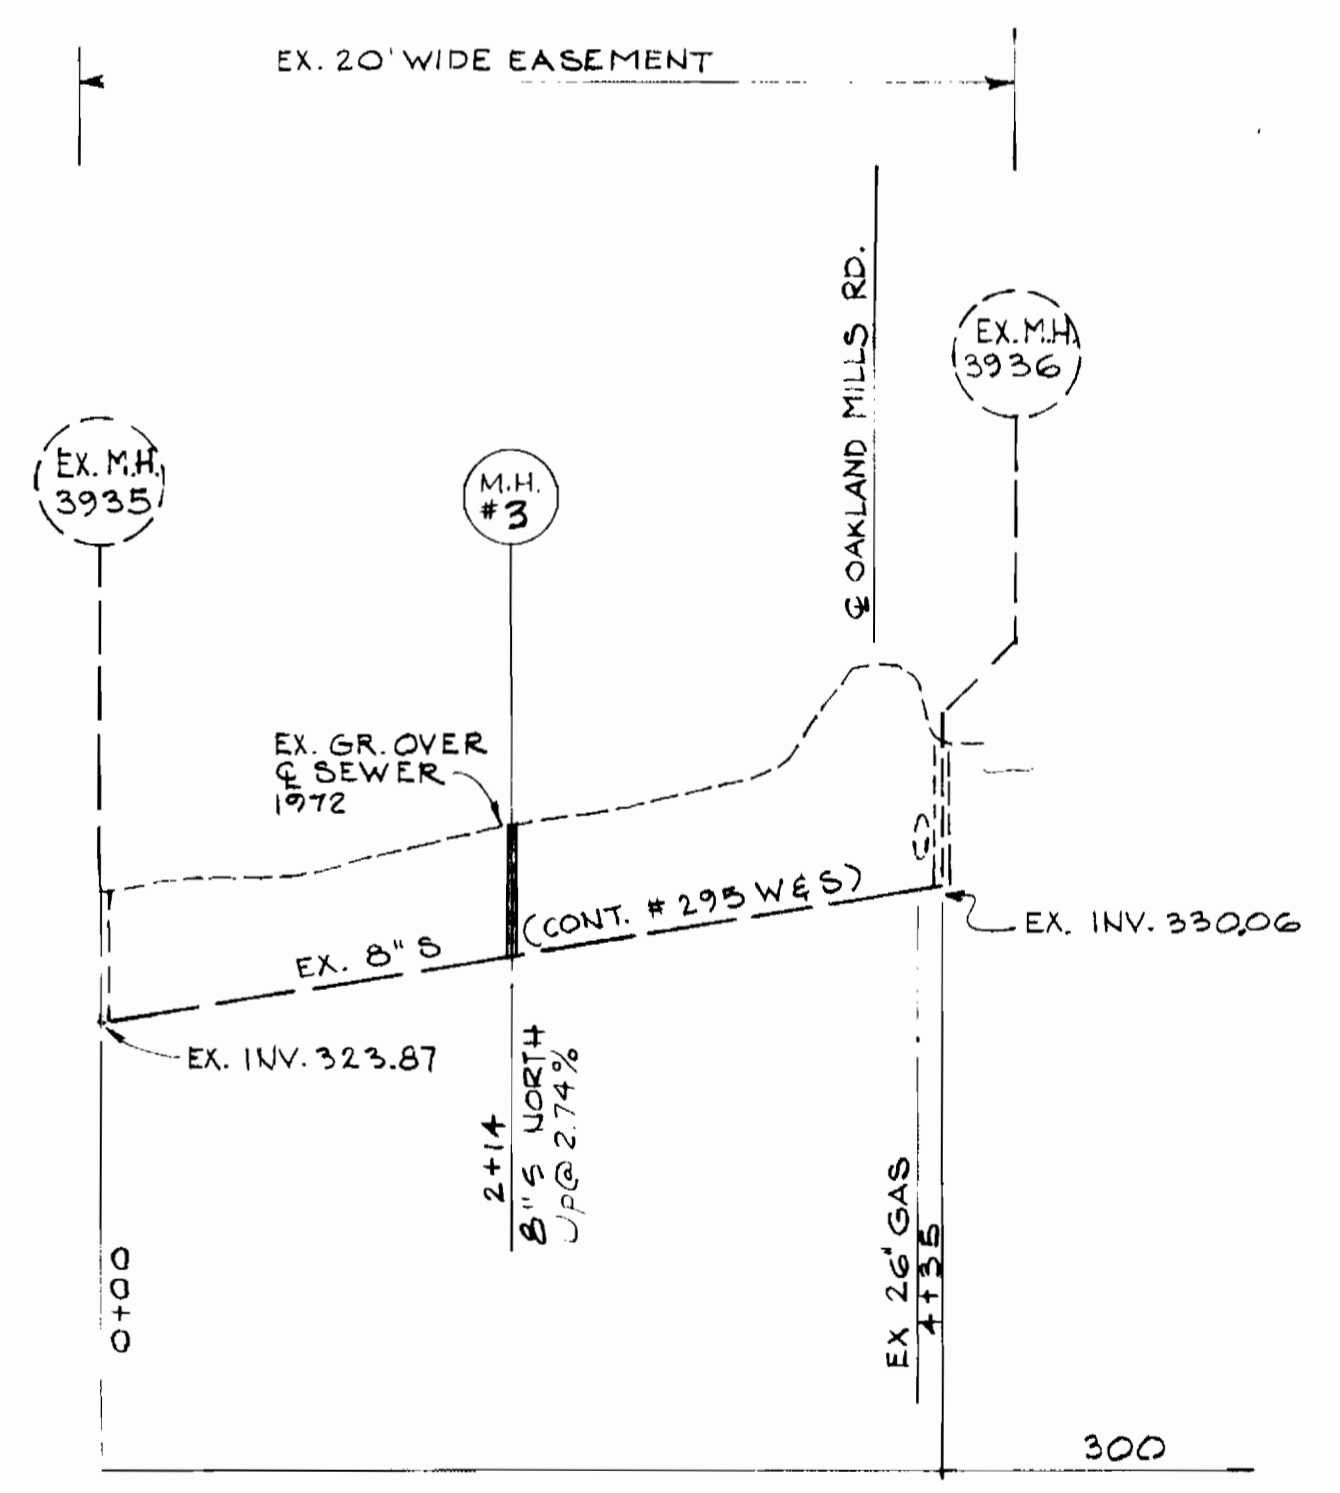 EX. 20' WIDE EASEMENT
℄ OAKLAND MILLS RD.
EX. M.H.
3936
EX. M.H.
3935
M.H.
#3
EX. GR. OVER
℄ SEWER
1972
(CONT. # 295 W & S)
EX. 8" S
EX. INV. 330.06
EX. INV. 323.87
2+14
8" S NORTH
UP @ 2.74%
0+00
EX 26" GAS
4+35
300